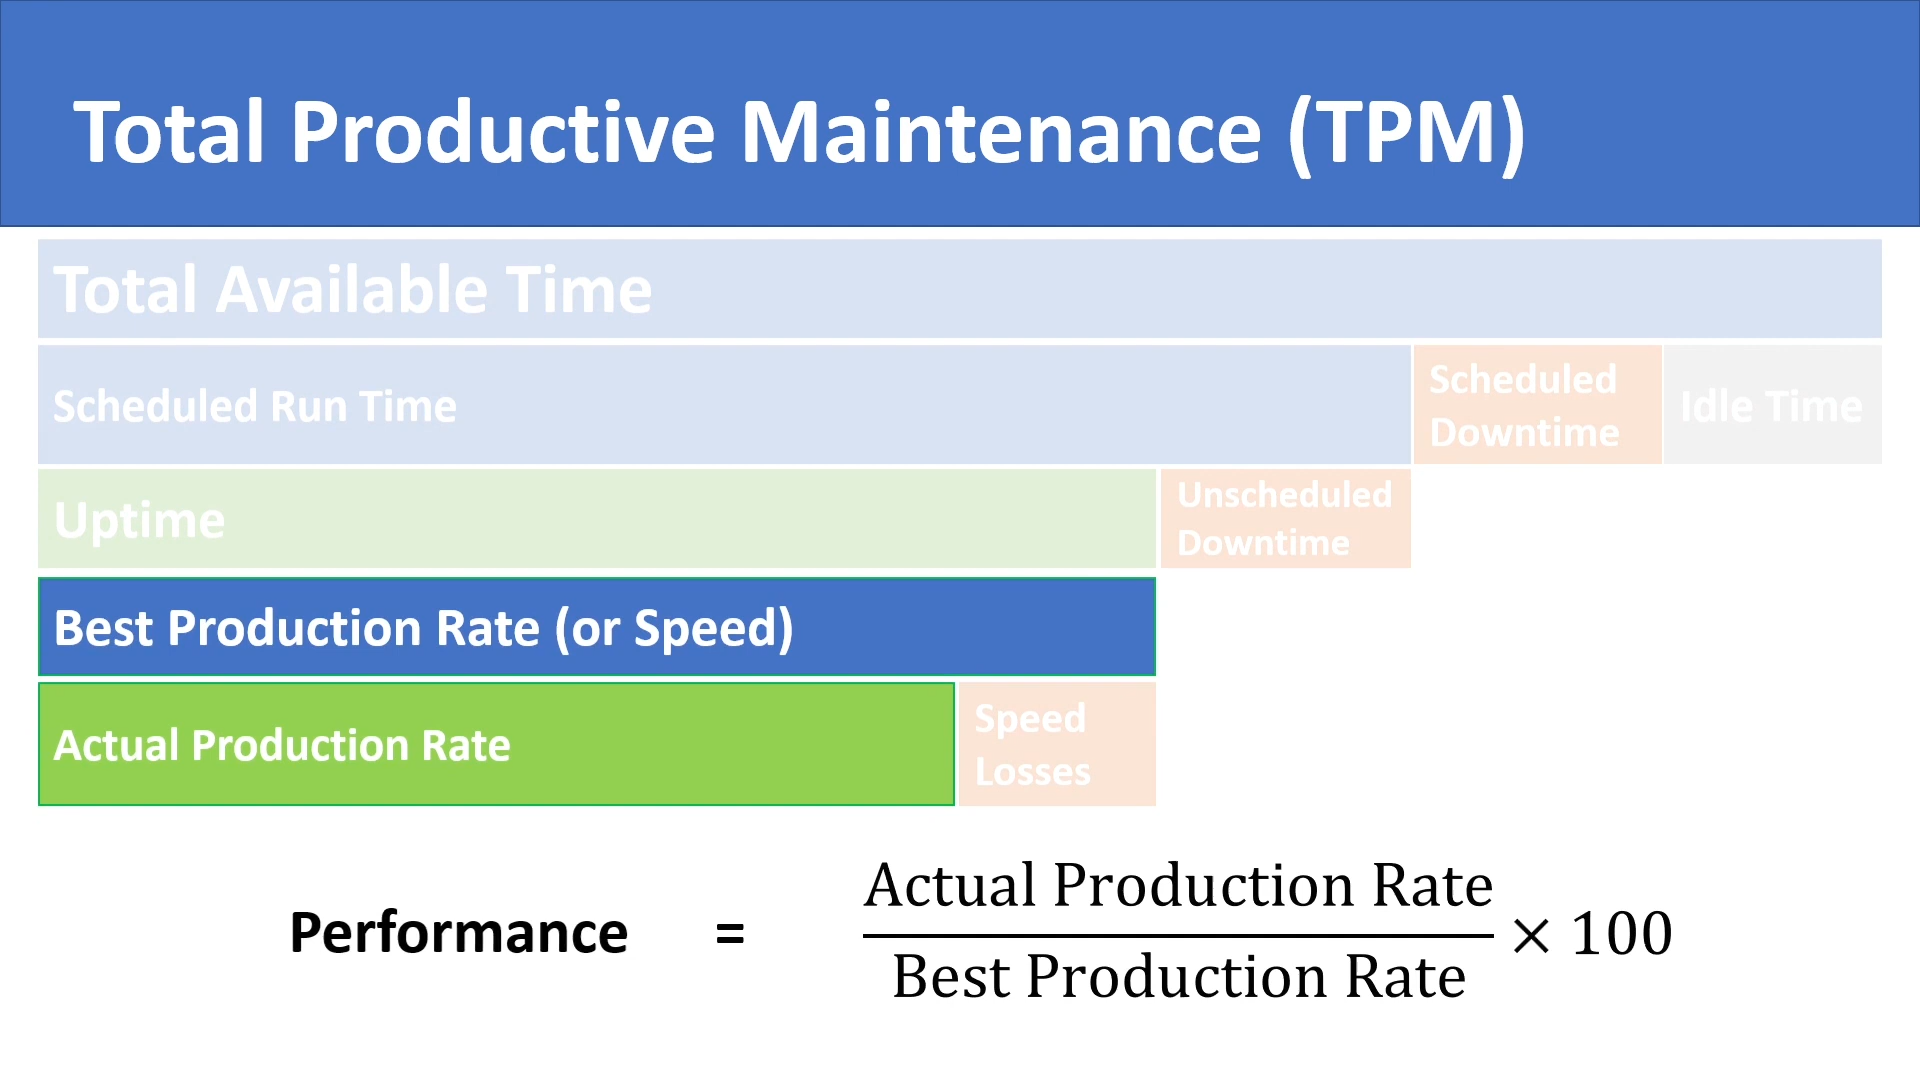 Total Productive Maintenance (TPM)
Total Available Time
Scheduled Run Time
Scheduled
Downtime
Idle Time
Uptime
Unscheduled
Downtime
Best Production Rate (or Speed)
Actual Production Rate
Speed
Losses
Performance = Actual Production Rate
Best Production Rate
× 100